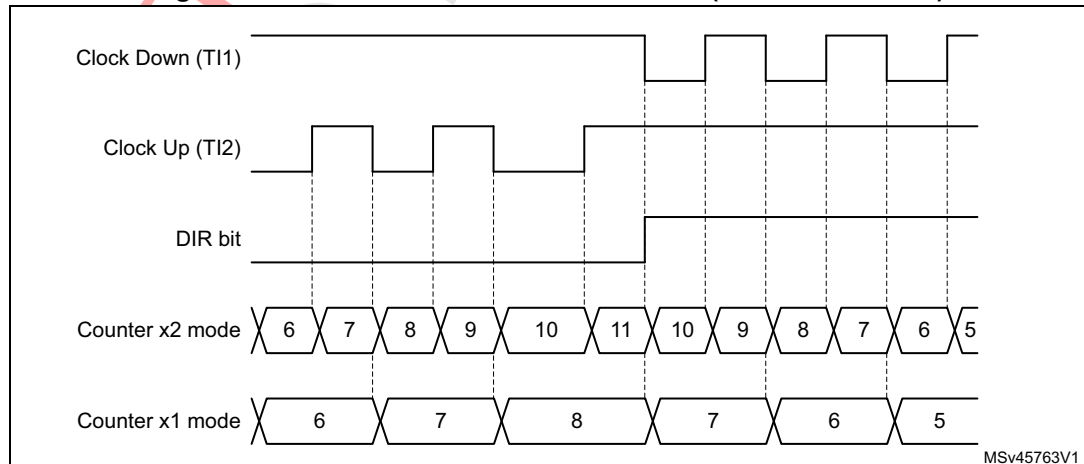 Clock Down (TI1)
Clock Up (TI2)
DIR bit
Counter x2 mode 6 7 8 9 10 11 10 9 8 7 6 5
Counter x1 mode 6 7 8 7 6 5
MSv45763V1